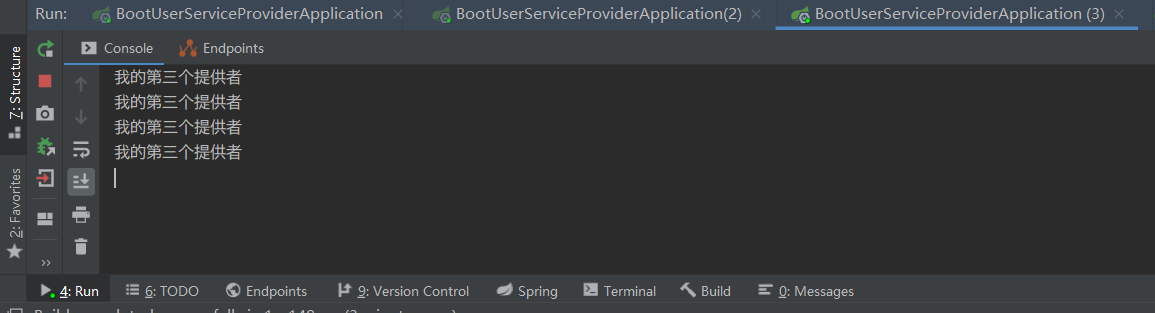 Run: BootUserServiceProviderApplication BootUserServiceProviderApplication(2) BootUserServiceProviderApplication (3)
Console Endpoints
7: Structure
2: Favorites
我的第三个提供者
我的第三个提供者
我的第三个提供者
我的第三个提供者
4: Run 6: TODO Endpoints 9: Version Control Spring Terminal Build 0: Messages